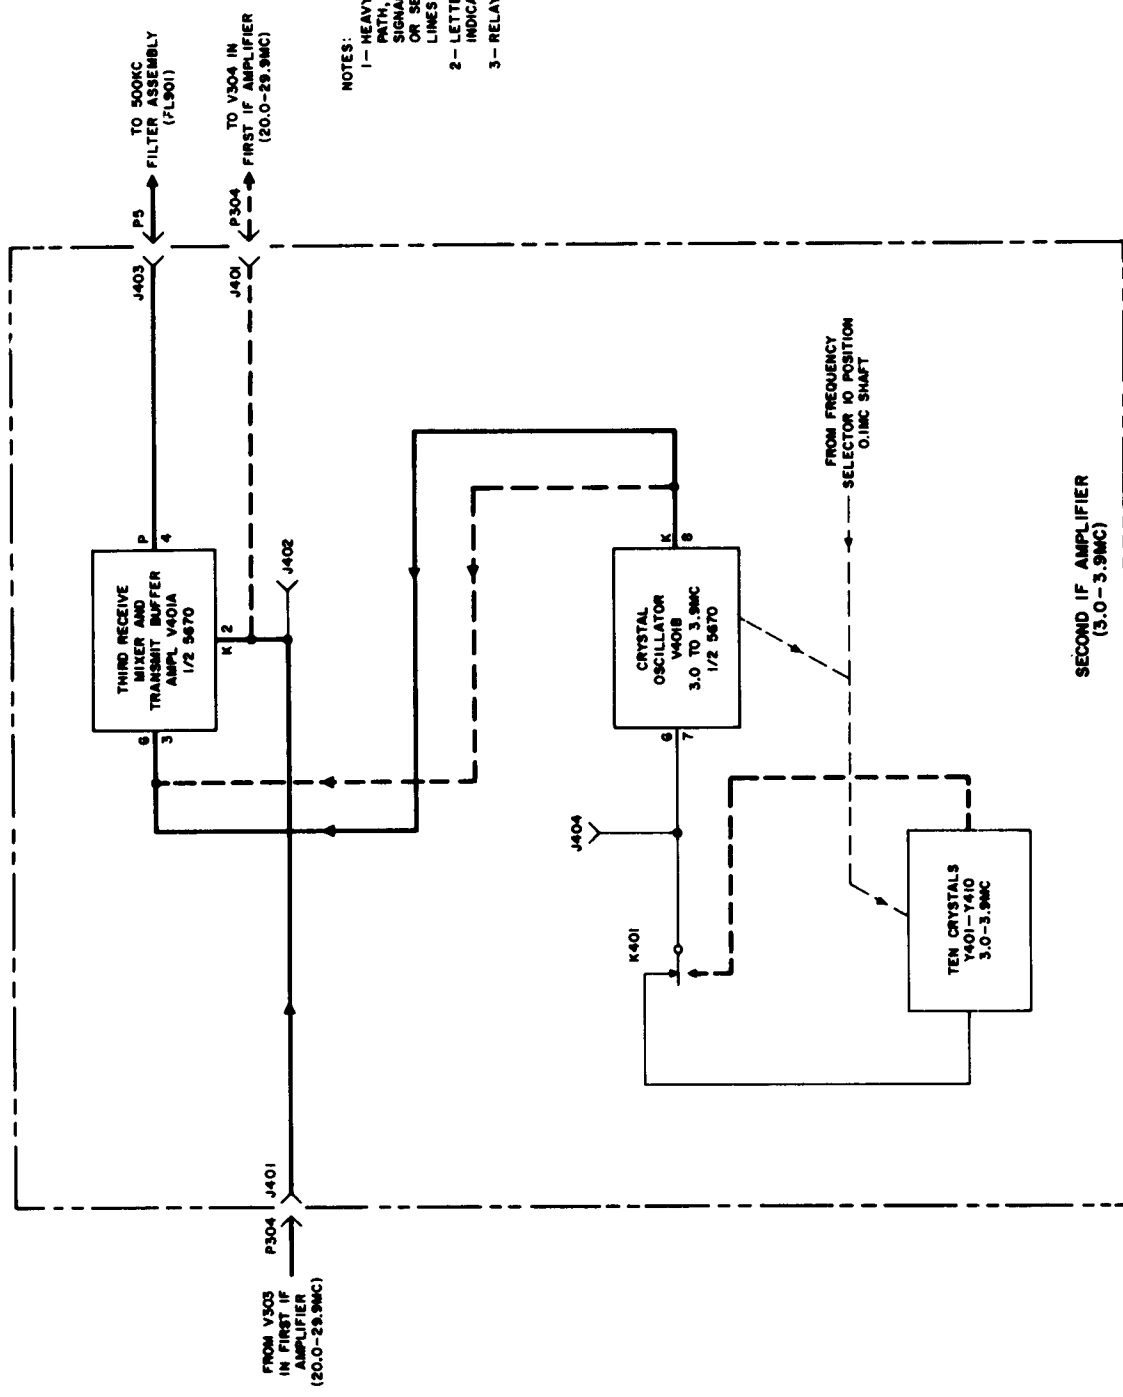 FROM V303
IN FIRST IF
AMPLIFIER
(20.0-29.9MC)
P304
J401
THIRD RECEIVE
MIXER AND
TRANSMIT BUFFER
AMPL V401A
1/2 5670
G
3
P
4
K 2
J402
J403
P5
TO 500KC
FILTER ASSEMBLY
(FL901)
J401
P304
TO V304 IN
FIRST IF AMPLIFIER
(20.0-29.9MC)
NOTES:
1— HEAVY
PATH,
SIGNA
OR SE
LINES
2— LETTE
INDICA
3— RELAY
J404
K401
CRYSTAL
OSCILLATOR
V401B
3.0 TO 3.9MC
1/2 5670
G
7
K
8
FROM FREQUENCY
SELECTOR 10 POSITION
0.1MC SHAFT
TEN CRYSTALS
Y401—Y410
3.0-3.9MC
SECOND IF AMPLIFIER
(3.0-3.9MC)